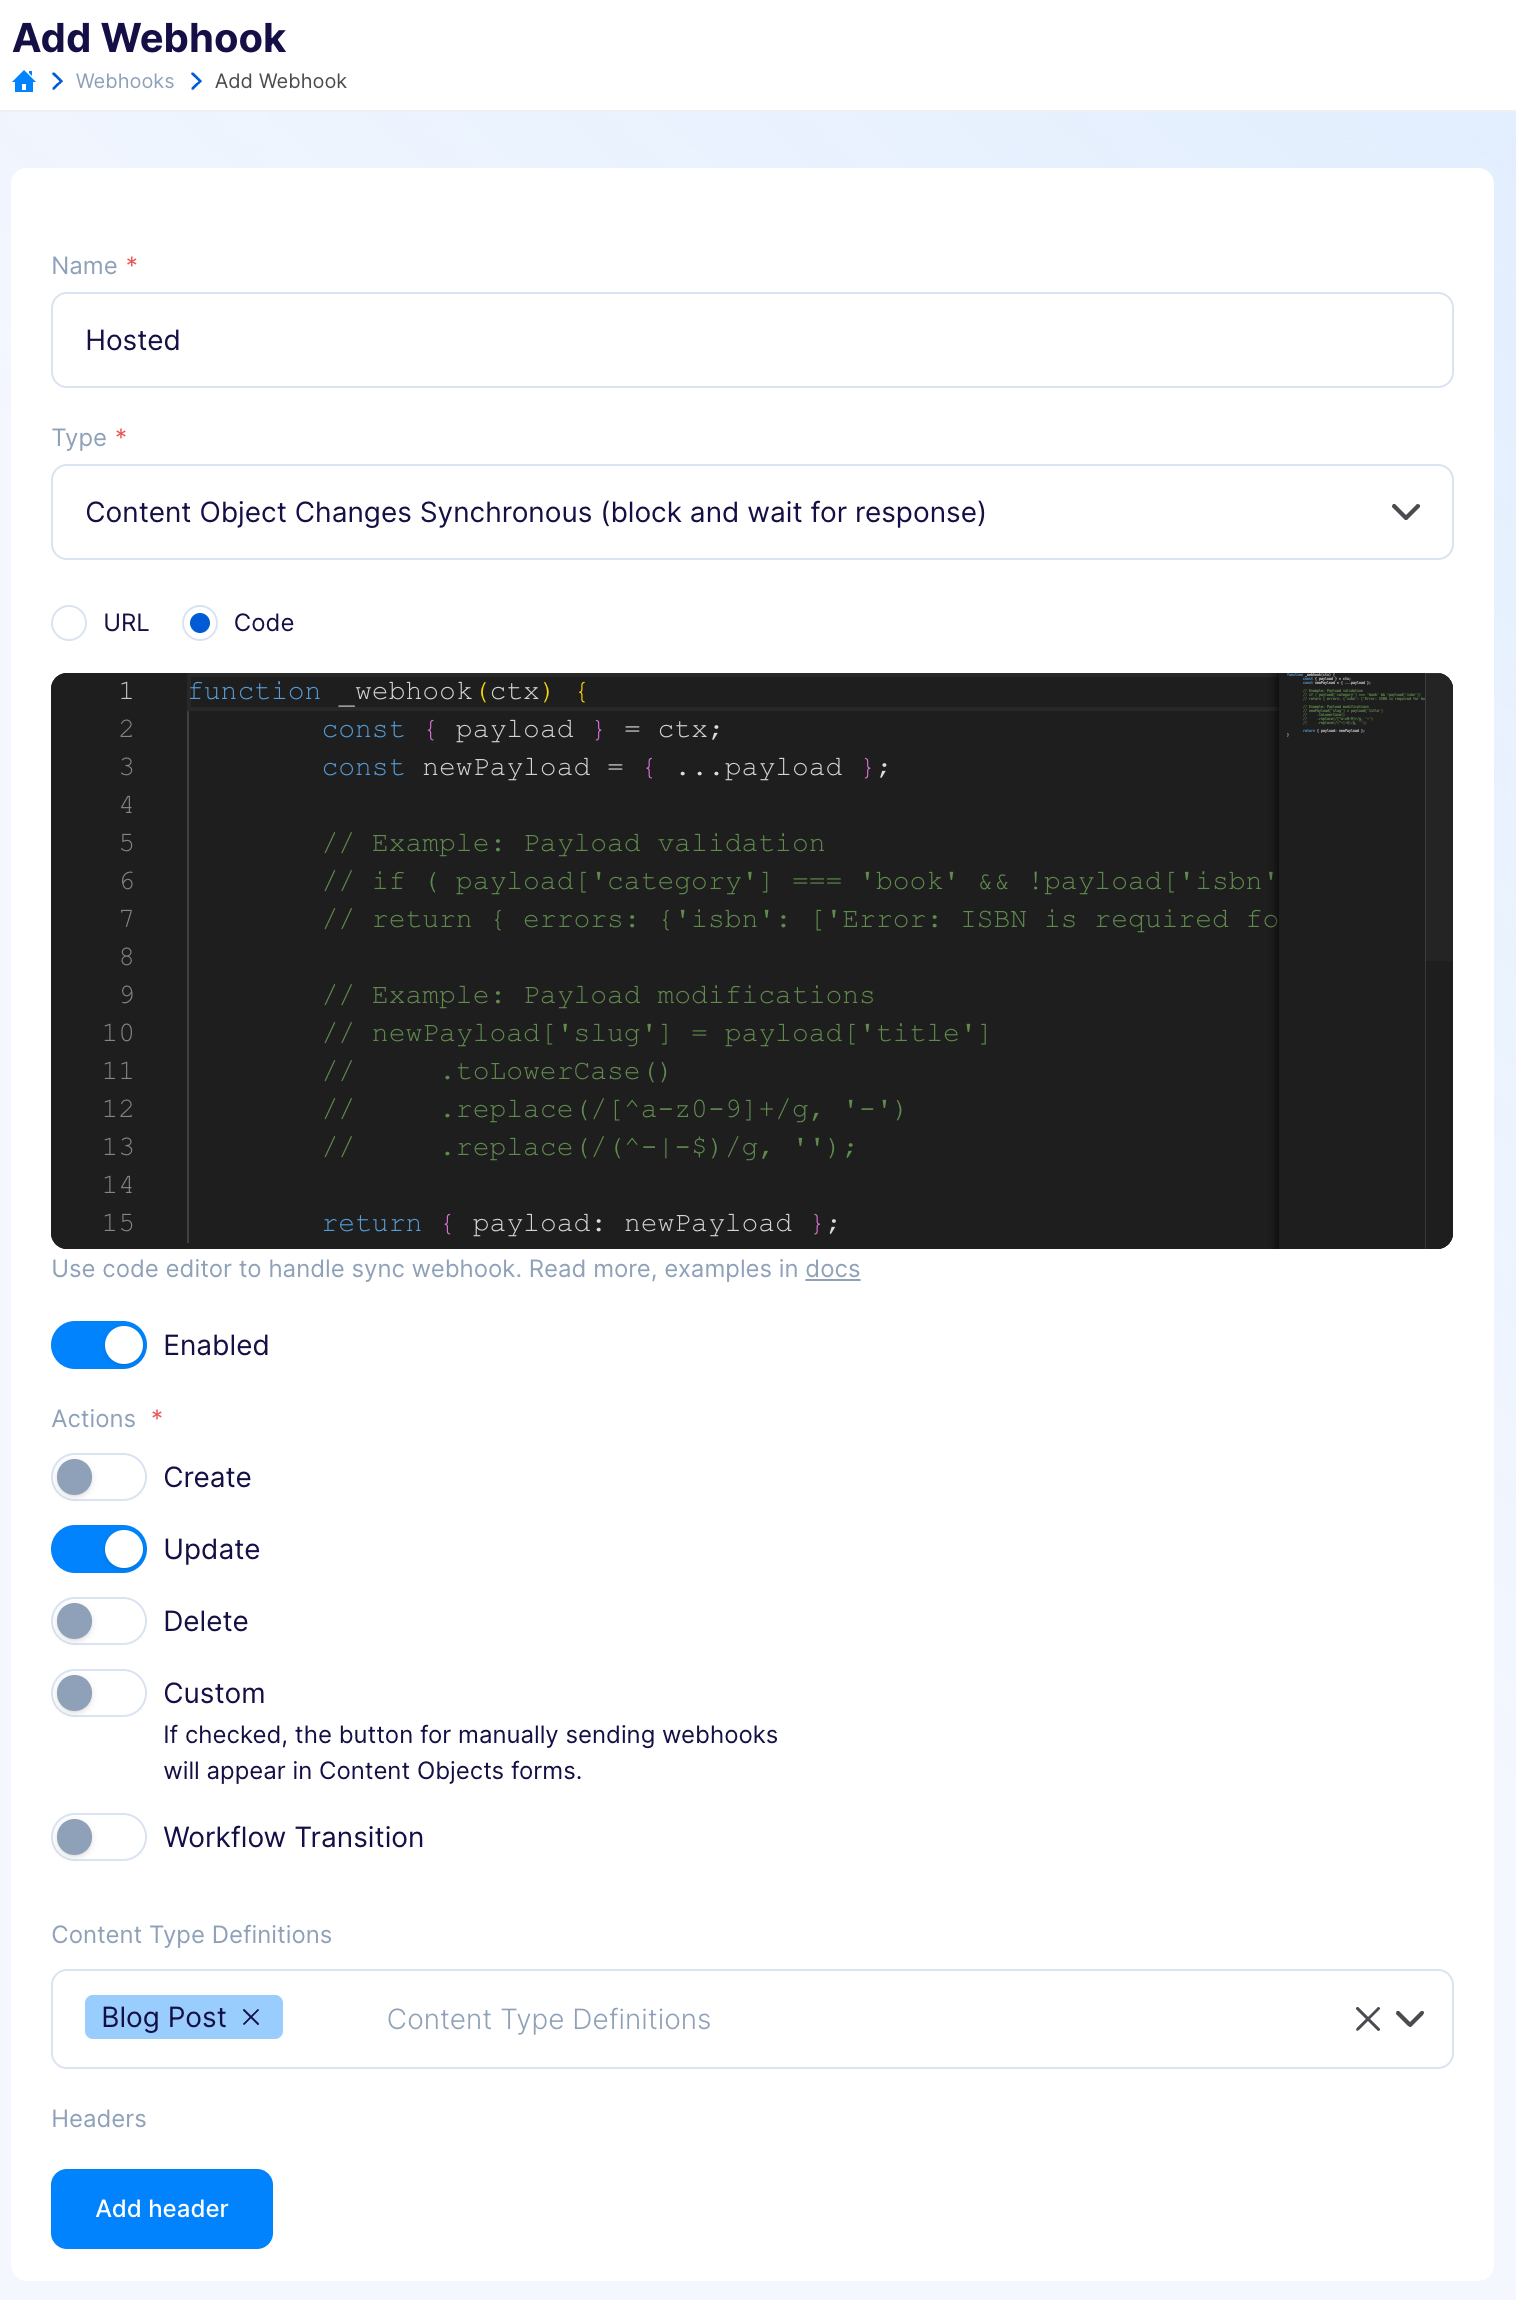 Add Webhook
Webhooks Add Webhook
Name *
Hosted
Type *
Content Object Changes Synchronous (block and wait for response)
URL Code
1 function _webhook(ctx) {
2 const { payload } = ctx;
3 const newPayload = { ...payload };
4
5 // Example: Payload validation
6 // if ( payload['category'] === 'book' && !payload['isbn'
7 // return { errors: {'isbn': ['Error: ISBN is required fo
8
9 // Example: Payload modifications
10 // newPayload['slug'] = payload['title']
11 //     .toLowerCase()
12 //     .replace(/[^a-z0-9]+/g, '-')
13 //     .replace(/(^-|-$)/g, '');
14
15 return { payload: newPayload };
Use code editor to handle sync webhook. Read more, examples in docs
Enabled
Actions *
Create
Update
Delete
Custom
If checked, the button for manually sending webhooks
will appear in Content Objects forms.
Workflow Transition
Content Type Definitions
Blog Post Content Type Definitions
Headers
Add header